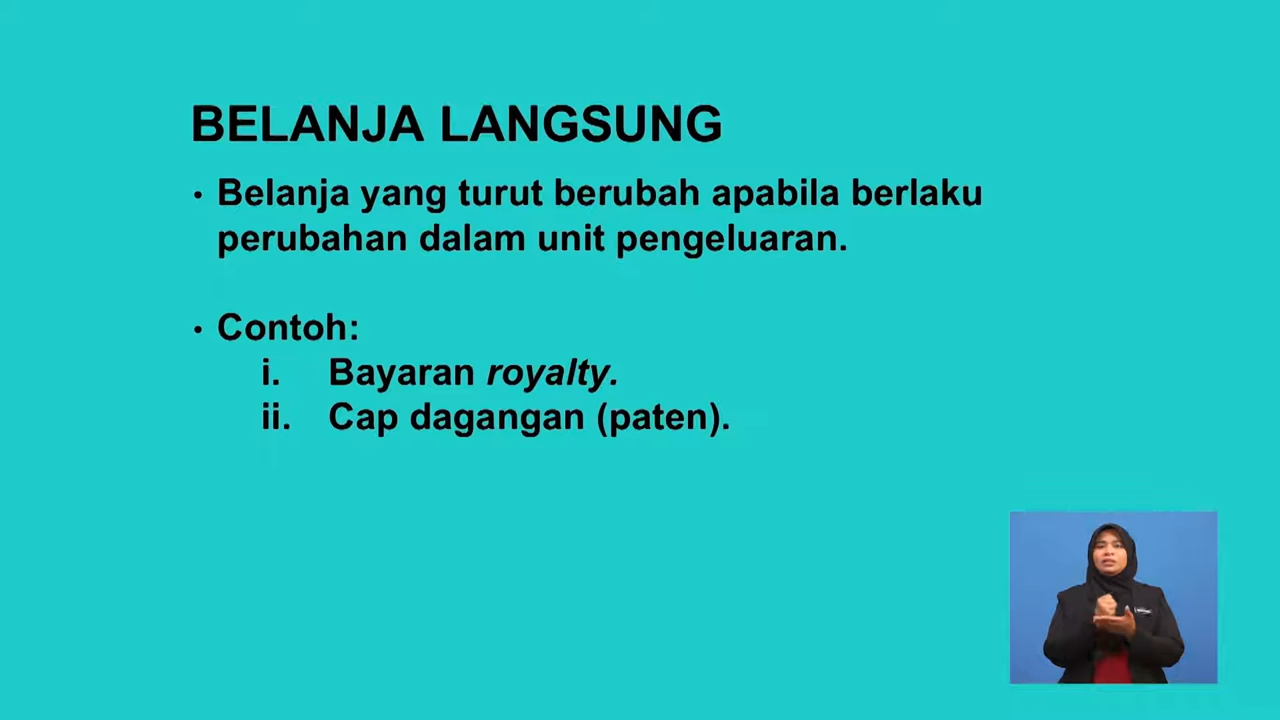 BELANJA LANGSUNG
• Belanja yang turut berubah apabila berlaku
perubahan dalam unit pengeluaran.
• Contoh:
i. Bayaran royalty.
ii. Cap dagangan (paten).